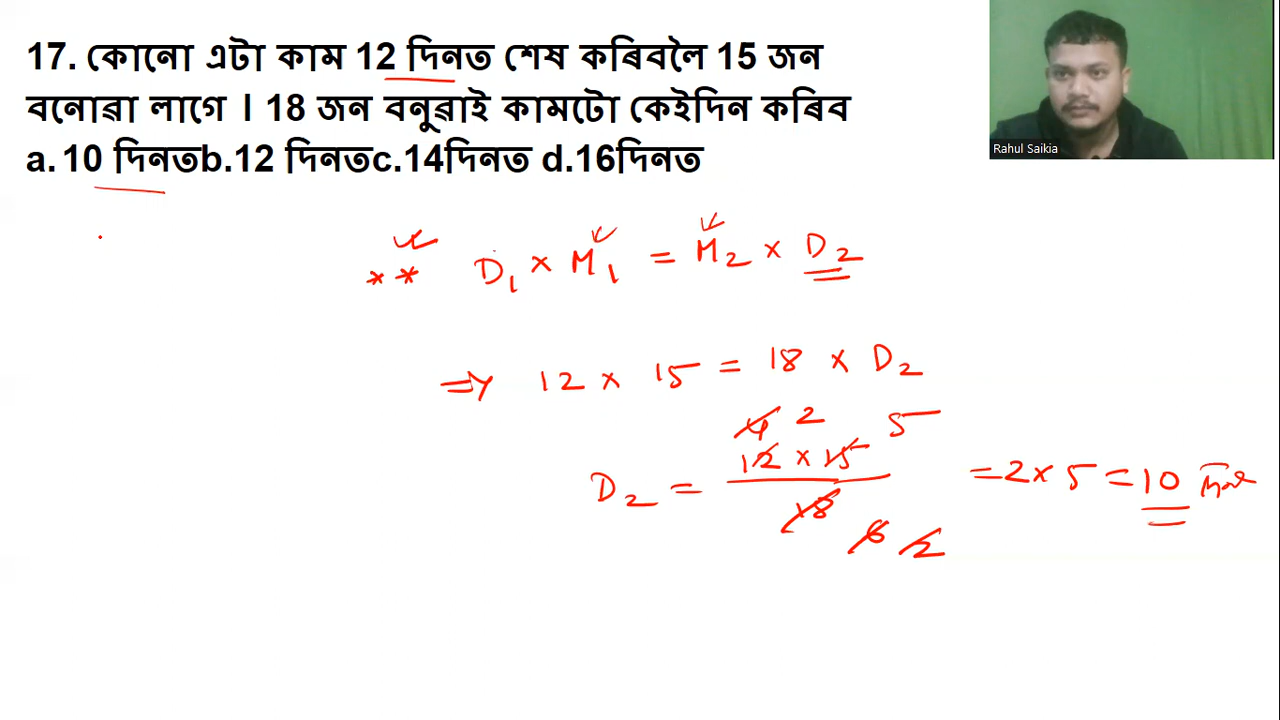 17. কোনো এটা কাম 12 দিনত শেষ কৰিবলৈ 15 জন
বনোৱা লাগে । 18 জন বনুৱাই কামটো কেইদিন কৰিব
a. 10 দিনতb.12 দিনতc.14দিনত d.16দিনত
Rahul Saikia
** D₁ × M₁ = M₂ × D₂
⇒ 12 × 15 = 18 × D₂
4 2 5
D₂ = 12 × 15 / 18 = 2 × 5 = 10 দিনত
6 2